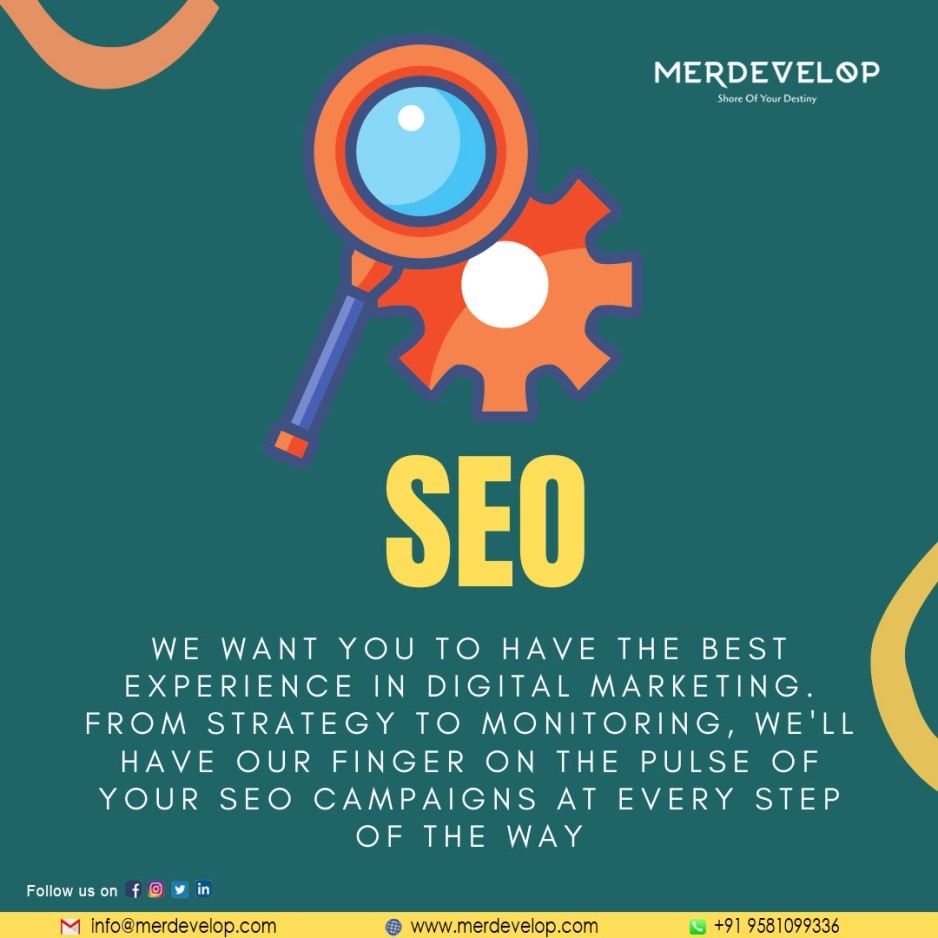 MERDEVELOP
Shore Of Your Destiny
SEO
WE WANT YOU TO HAVE THE BEST
EXPERIENCE IN DIGITAL MARKETING.
FROM STRATEGY TO MONITORING, WE'LL
HAVE OUR FINGER ON THE PULSE OF
YOUR SEO CAMPAIGNS AT EVERY STEP
OF THE WAY
Follow us on
info@merdevelop.com www.merdevelop.com +91 9581099336